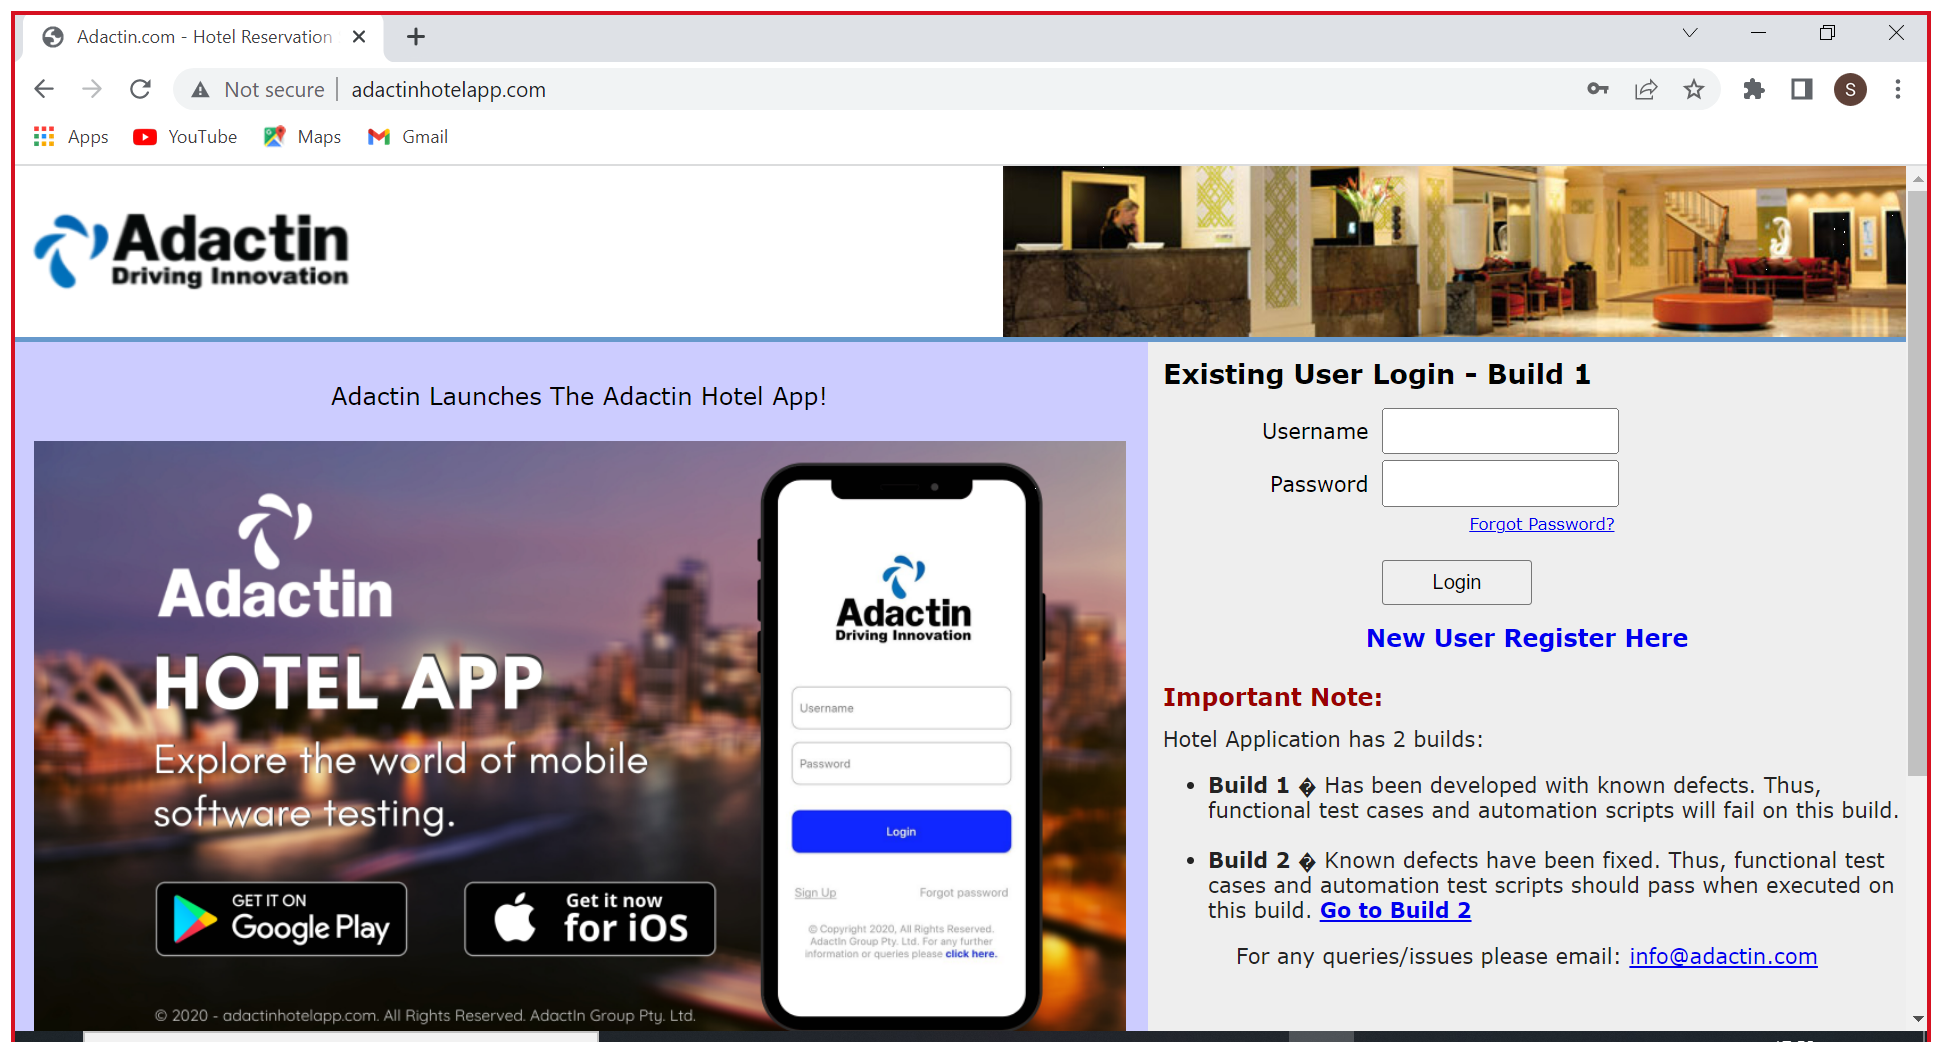 Adactin.com - Hotel Reservation
Not secure
adactinhotelapp.com
S
Apps
YouTube
Maps
Gmail
Adactin
Driving Innovation
Adactin Launches The Adactin Hotel App!
Adactin
HOTEL APP
Explore the world of mobile
software testing.
GET IT ON
Google Play
Get it now
for iOS
© 2020 - adactinhotelapp.com. All Rights Reserved. AdactIn Group Pty. Ltd.
Adactin
Driving Innovation
Username
Password
Login
Sign Up
Forgot password
© Copyright 2020, All Rights Reserved.
AdactIn Group Pty. Ltd. For any further
information or queries please click here.
Existing User Login - Build 1
Username
Password
Forgot Password?
Login
New User Register Here
Important Note:
Hotel Application has 2 builds:
• Build 1 � Has been developed with known defects. Thus,
functional test cases and automation scripts will fail on this build.
• Build 2 � Known defects have been fixed. Thus, functional test
cases and automation test scripts should pass when executed on
this build. Go to Build 2
For any queries/issues please email: info@adactin.com